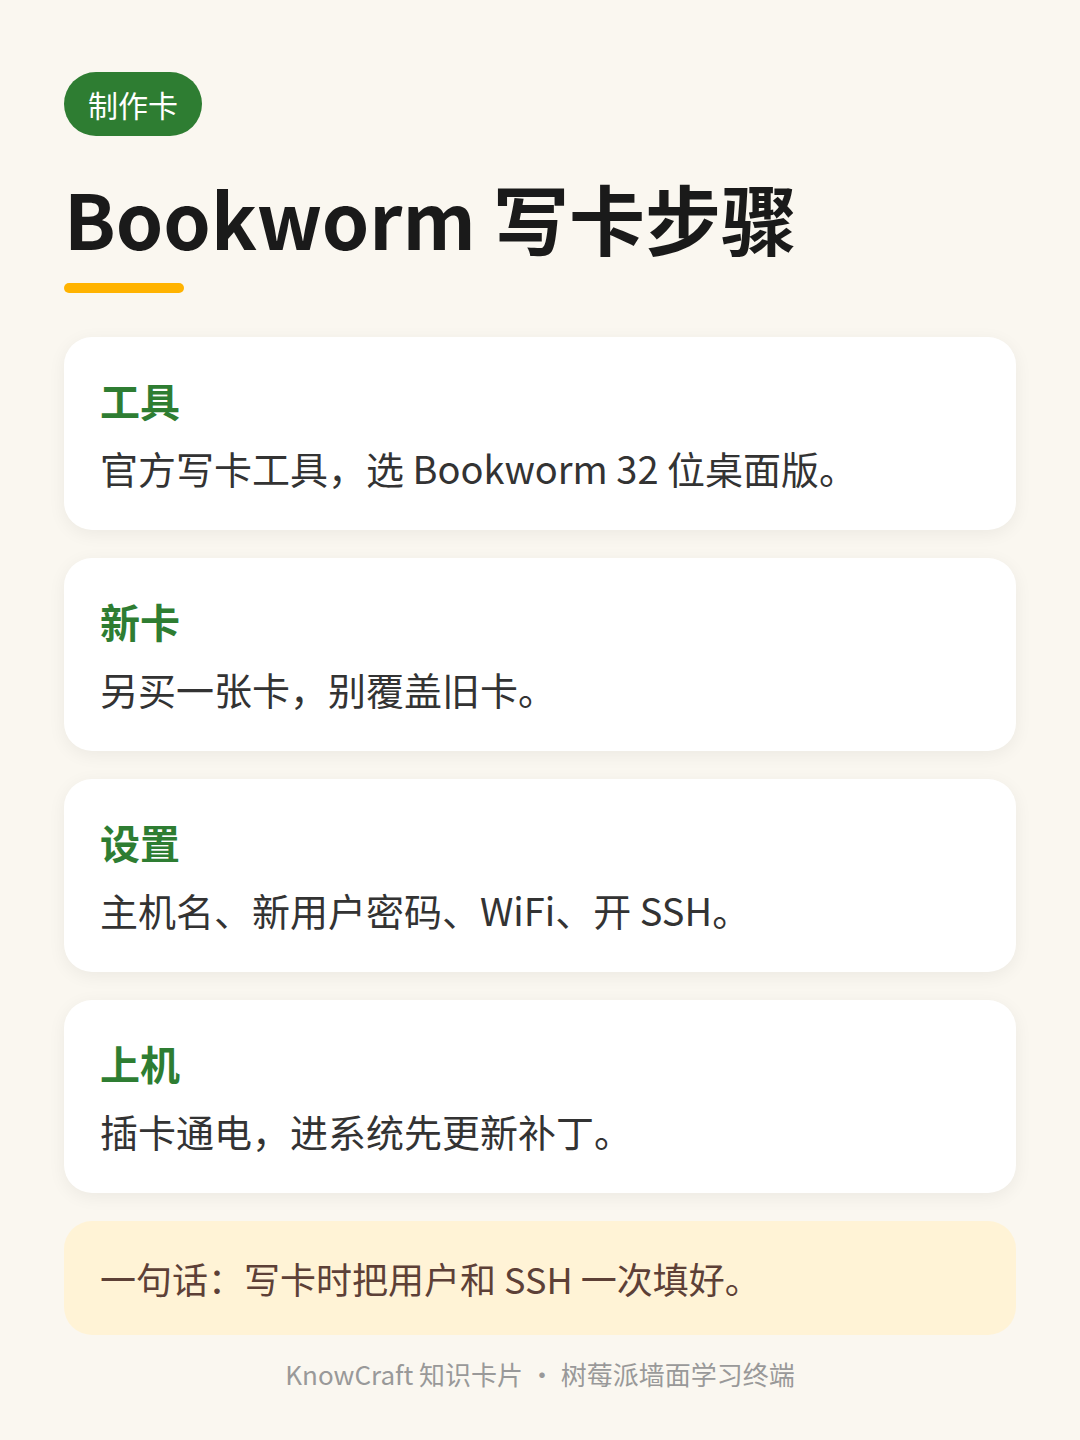 制作卡
Bookworm 写卡步骤
工具
官方写卡工具，选 Bookworm 32 位桌面版。
新卡
另买一张卡，别覆盖旧卡。
设置
主机名、新用户密码、WiFi、开 SSH。
上机
插卡通电，进系统先更新补丁。
一句话：写卡时把用户和 SSH 一次填好。
KnowCraft 知识卡片 · 树莓派墙面学习终端